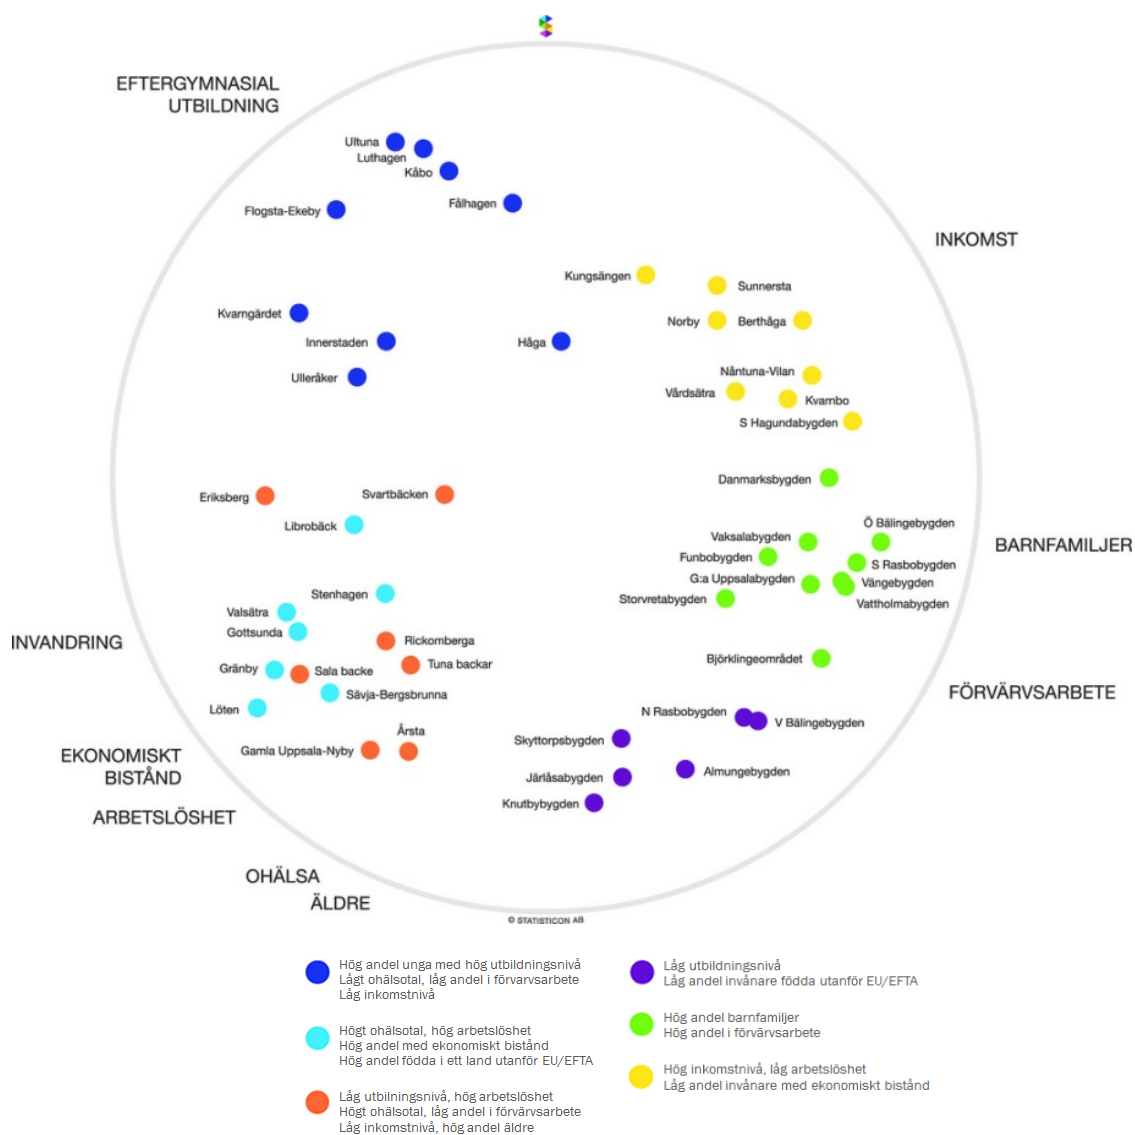 EFTERGYMNASIAL
UTBILDNING
Ultuna
Luthagen
Kåbo
Fålhagen
Flogsta-Ekeby
INKOMST
Kungsängen
Sunnersta
Kvarngärdet
Norby
Berthåga
Innerstaden
Håga
Ulleråker
Nåntuna-Vilan
Vårdsätra
Kvarnbo
S Hagundabygden
Danmarksbygden
Eriksberg
Svartbäcken
Librobäck
Ö Bälingebygden
Vaksalabygden
BARNFAMILJER
Funbobygden
S Rasbobygden
G:a Uppsalabygden
Vängebygden
Stenhagen
Storvretabygden
Vattholmabygden
Valsätra
Gottsunda
INVANDRING
Rickomberga
Björklingeområdet
Gränby
Sala backe
Tuna backar
Sävja-Bergsbrunna
FÖRVÄRVSARBETE
Löten
N Rasbobygden
V Bälingebygden
Årsta
Skyttorpsbygden
Gamla Uppsala-Nyby
EKONOMISKT
BISTÅND
Järlåsabygden
Almungebygden
Knutbybygden
ARBETSLÖSHET
OHÄLSA
ÄLDRE
© STATISTICON AB
Hög andel unga med hög utbildningsnivå
Lågt ohälsotal, låg andel i förvarvsarbete
Låg inkomstnivå
Högt ohälsotal, hög arbetslöshet
Hög andel med ekonomiskt bistånd
Hög andel födda i ett land utanför EU/EFTA
Låg utbilningsnivå, hög arbetslöshet
Högt ohälsotal, låg andel i förvärvsarbete
Låg inkomstnivå, hög andel äldre
Låg utbildningsnivå
Låg andel invånare födda utanför EU/EFTA
Hög andel barnfamiljer
Hög andel i förvärvsarbete
Hög inkomstnivå, låg arbetslöshet
Låg andel invånare med ekonomiskt bistånd